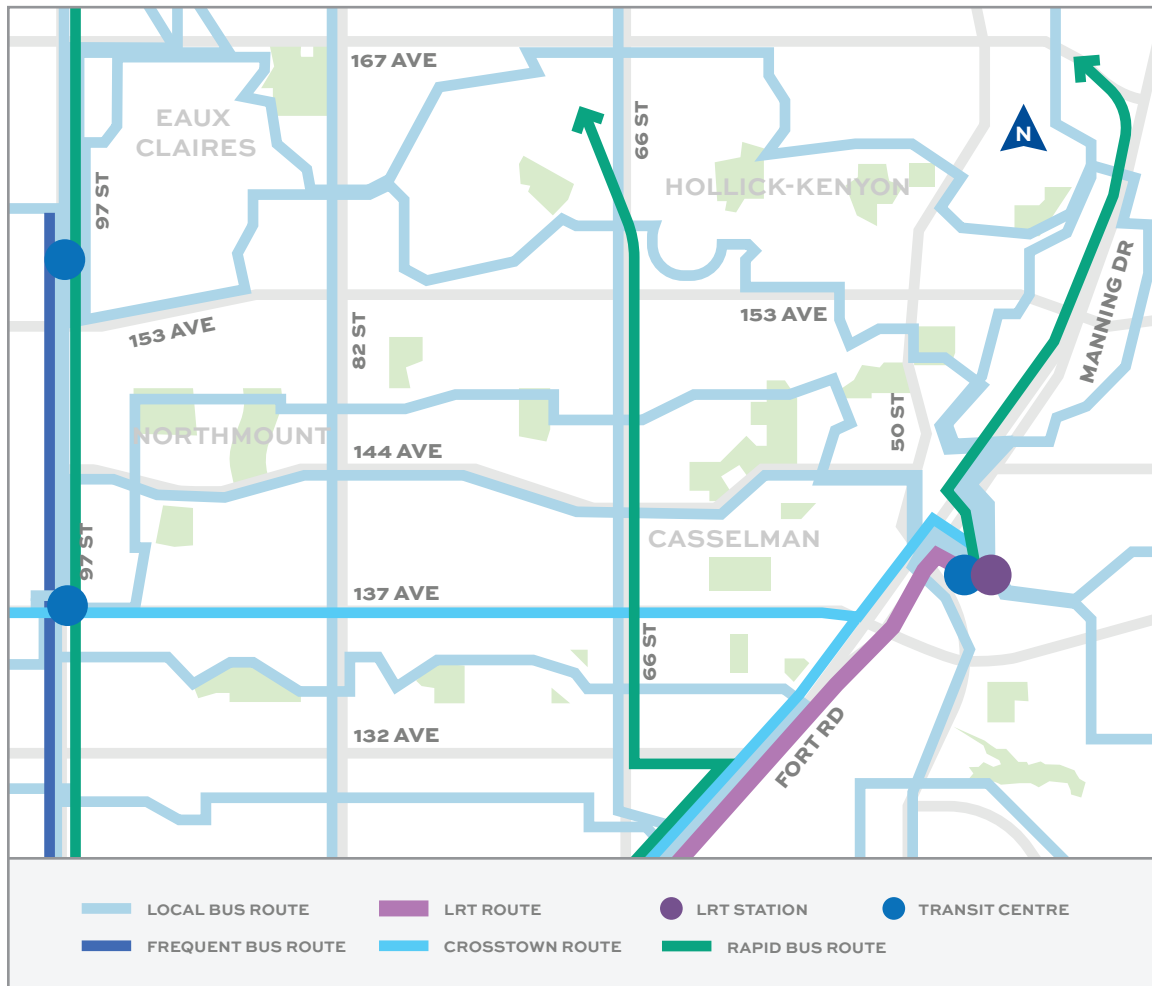 167 AVE
EAUX
CLAIRES
66 ST
N
97 ST
HOLLICK-KENYON
MANNING DR
153 AVE
82 ST
153 AVE
50 ST
NORTHMOUNT
144 AVE
97 ST
CASSELMAN
137 AVE
66 ST
132 AVE
FORT RD
LOCAL BUS ROUTE
LRT ROUTE
LRT STATION
TRANSIT CENTRE
FREQUENT BUS ROUTE
CROSSTOWN ROUTE
RAPID BUS ROUTE